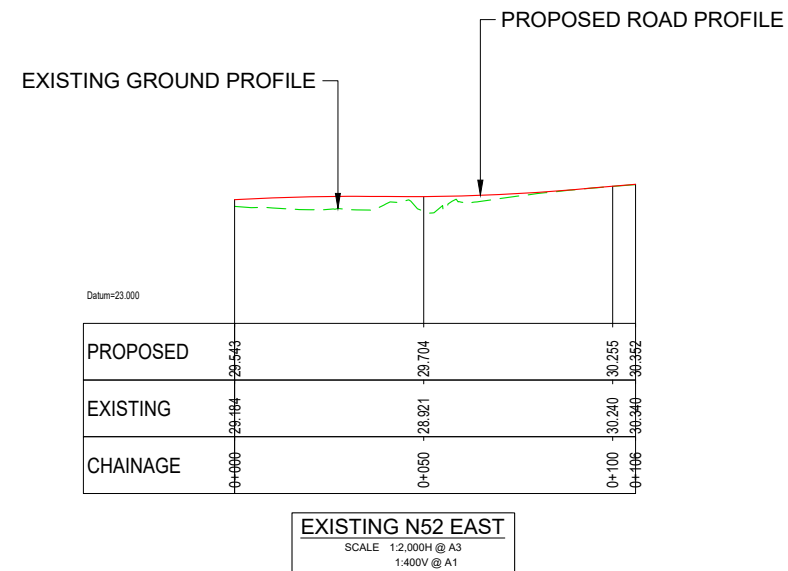 PROPOSED ROAD PROFILE
EXISTING GROUND PROFILE
Datum=23.000
PROPOSED 29.543 29.704 30.255 30.352
EXISTING 29.184 28.921 30.240 30.340
CHAINAGE 0+000 0+050 0+100 0+106
EXISTING N52 EAST
SCALE 1:2,000H @ A3
1:400V @ A1